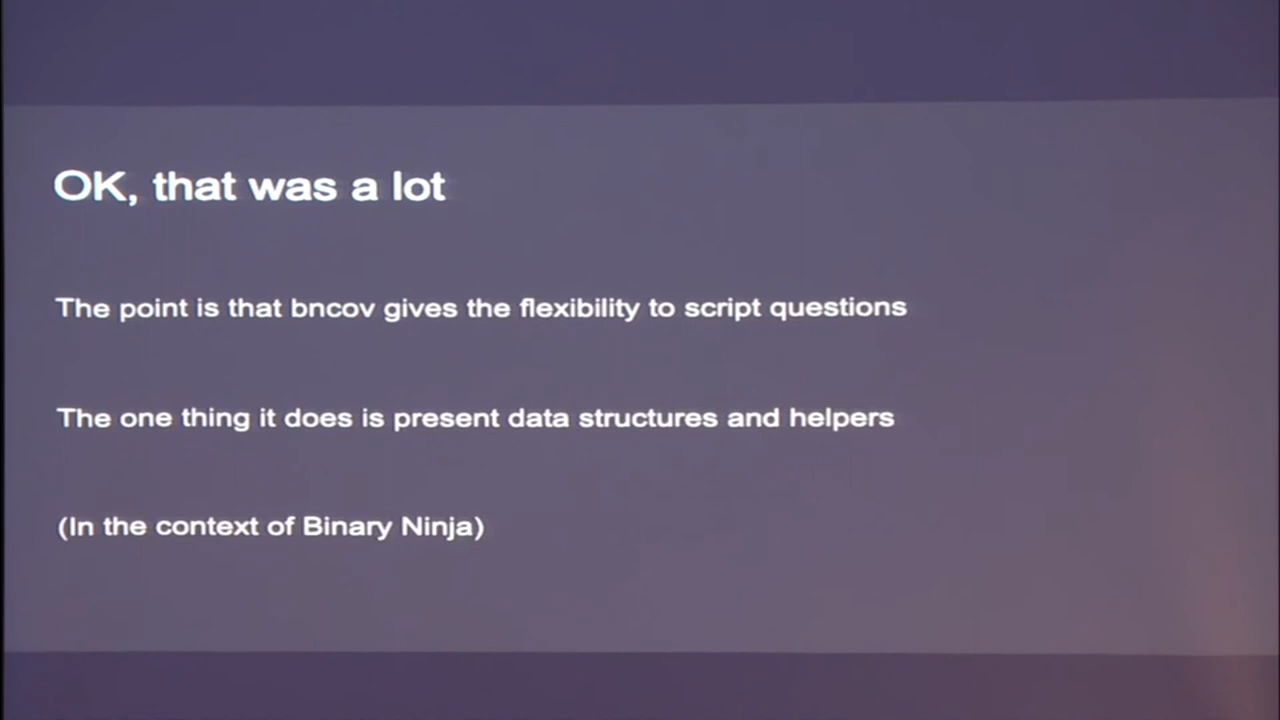 OK, that was a lot
The point is that bncov gives the flexibility to script questions
The one thing it does is present data structures and helpers
(In the context of Binary Ninja)